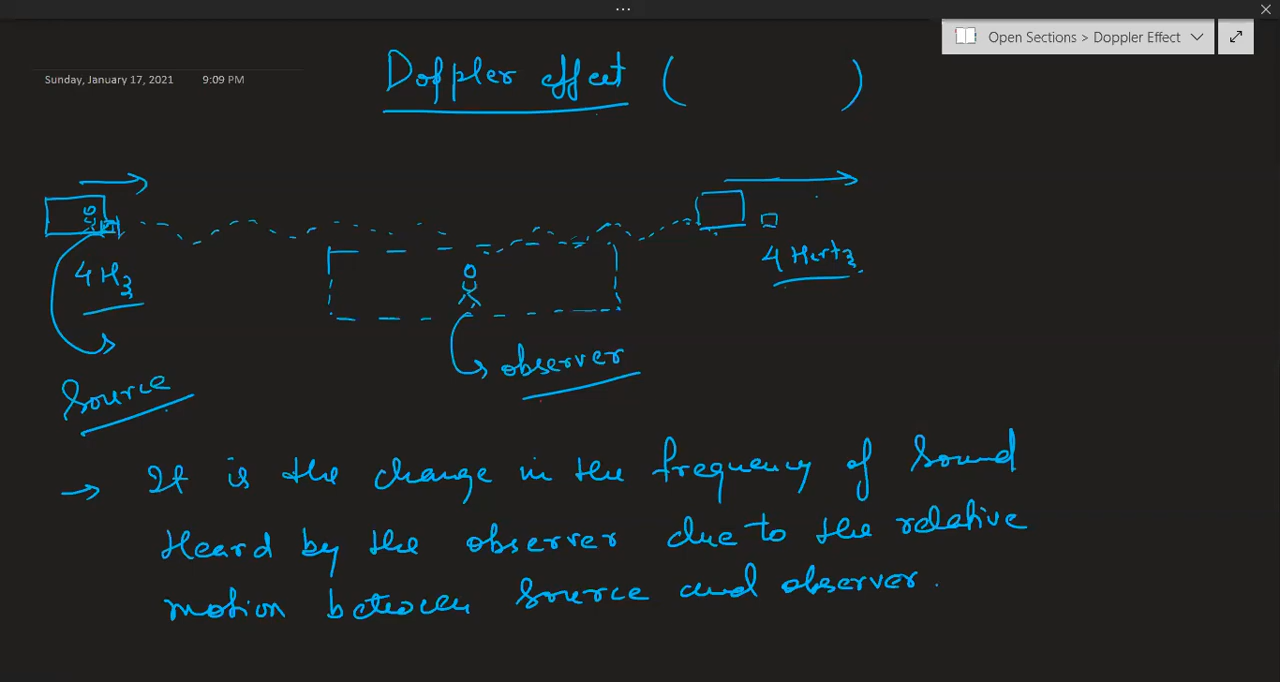 Open Sections > Doppler Effect
Sunday, January 17, 2021 9:09 PM
Doppler effect ( )
4 Hz
4 Hertz
observer
Source
→ It is the change in the frequency of Sound
Heard by the observer due to the relative
motion between Source and observer.